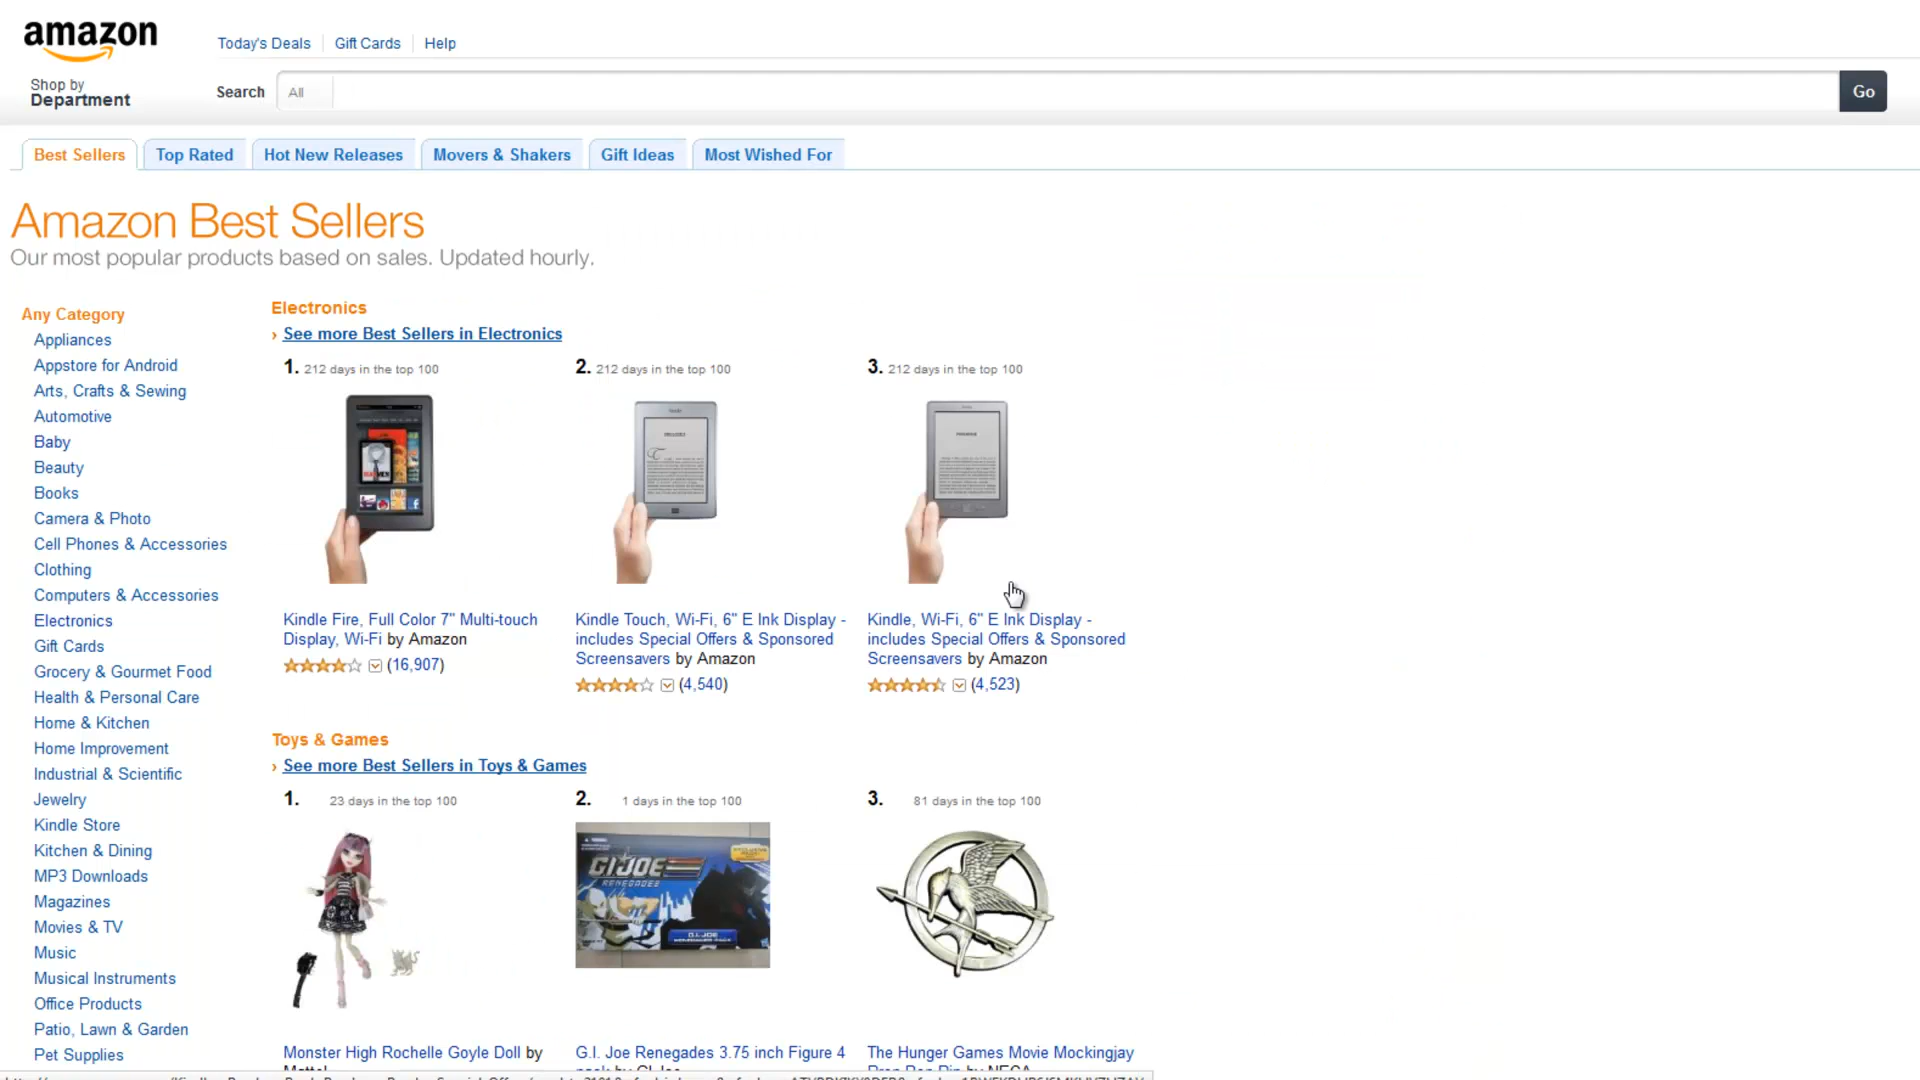 amazon
Today's Deals
Gift Cards
Help
Shop by
Department
Search
All
Go
Best Sellers
Top Rated
Hot New Releases
Movers & Shakers
Gift Ideas
Most Wished For
Amazon Best Sellers
Our most popular products based on sales. Updated hourly.
Any Category
Appliances
Appstore for Android
Arts, Crafts & Sewing
Automotive
Baby
Beauty
Books
Camera & Photo
Cell Phones & Accessories
Clothing
Computers & Accessories
Electronics
Gift Cards
Grocery & Gourmet Food
Health & Personal Care
Home & Kitchen
Home Improvement
Industrial & Scientific
Jewelry
Kindle Store
Kitchen & Dining
MP3 Downloads
Magazines
Movies & TV
Music
Musical Instruments
Office Products
Patio, Lawn & Garden
Pet Supplies
Electronics
› See more Best Sellers in Electronics
1. 212 days in the top 100
Kindle Fire, Full Color 7" Multi-touch
Display, Wi-Fi by Amazon
(16,907)
2. 212 days in the top 100
Kindle Touch, Wi-Fi, 6" E Ink Display -
includes Special Offers & Sponsored
Screensavers by Amazon
(4,540)
3. 212 days in the top 100
Kindle, Wi-Fi, 6" E Ink Display -
includes Special Offers & Sponsored
Screensavers by Amazon
(4,523)
Toys & Games
› See more Best Sellers in Toys & Games
1. 23 days in the top 100
Monster High Rochelle Goyle Doll by
2. 1 days in the top 100
GI JOE
RENEGADES
G.I. JOE
G.I. Joe Renegades 3.75 inch Figure 4
3. 81 days in the top 100
The Hunger Games Movie Mockingjay